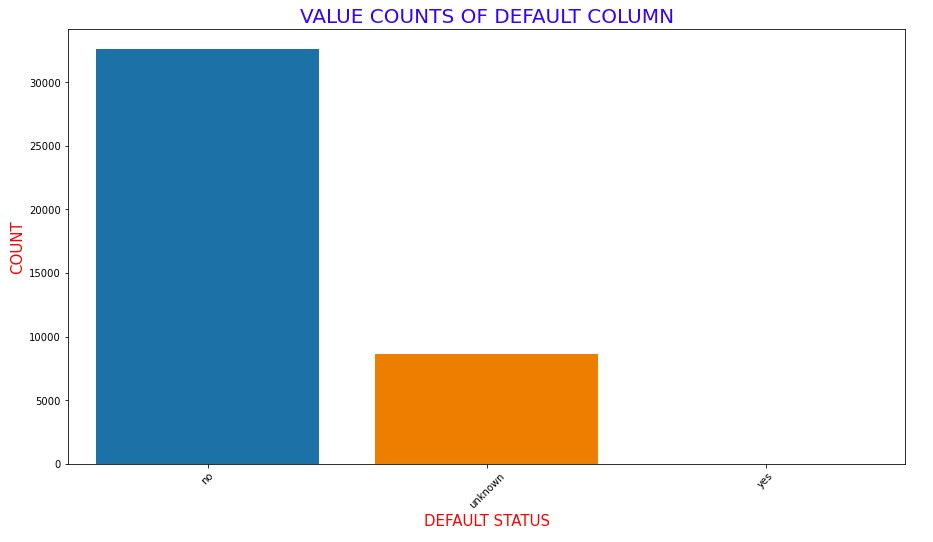 VALUE COUNTS OF DEFAULT COLUMN
COUNT
30000
25000
20000
15000
10000
5000
0
no
unknown
yes
DEFAULT STATUS